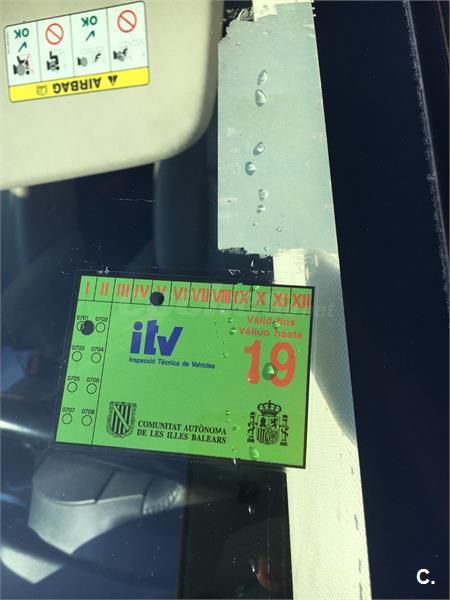 OK
OK
AIRBAG
I II III IV V VI VII VIII IX X XI XII
0701 0702
0703 0704
0705 0706
0707 0708
itv
Inspecció Tècnica de Vehicles
Vàlid fins
Válido hasta
19
COMUNITAT AUTÒNOMA
DE LES ILLES BALEARS
C.